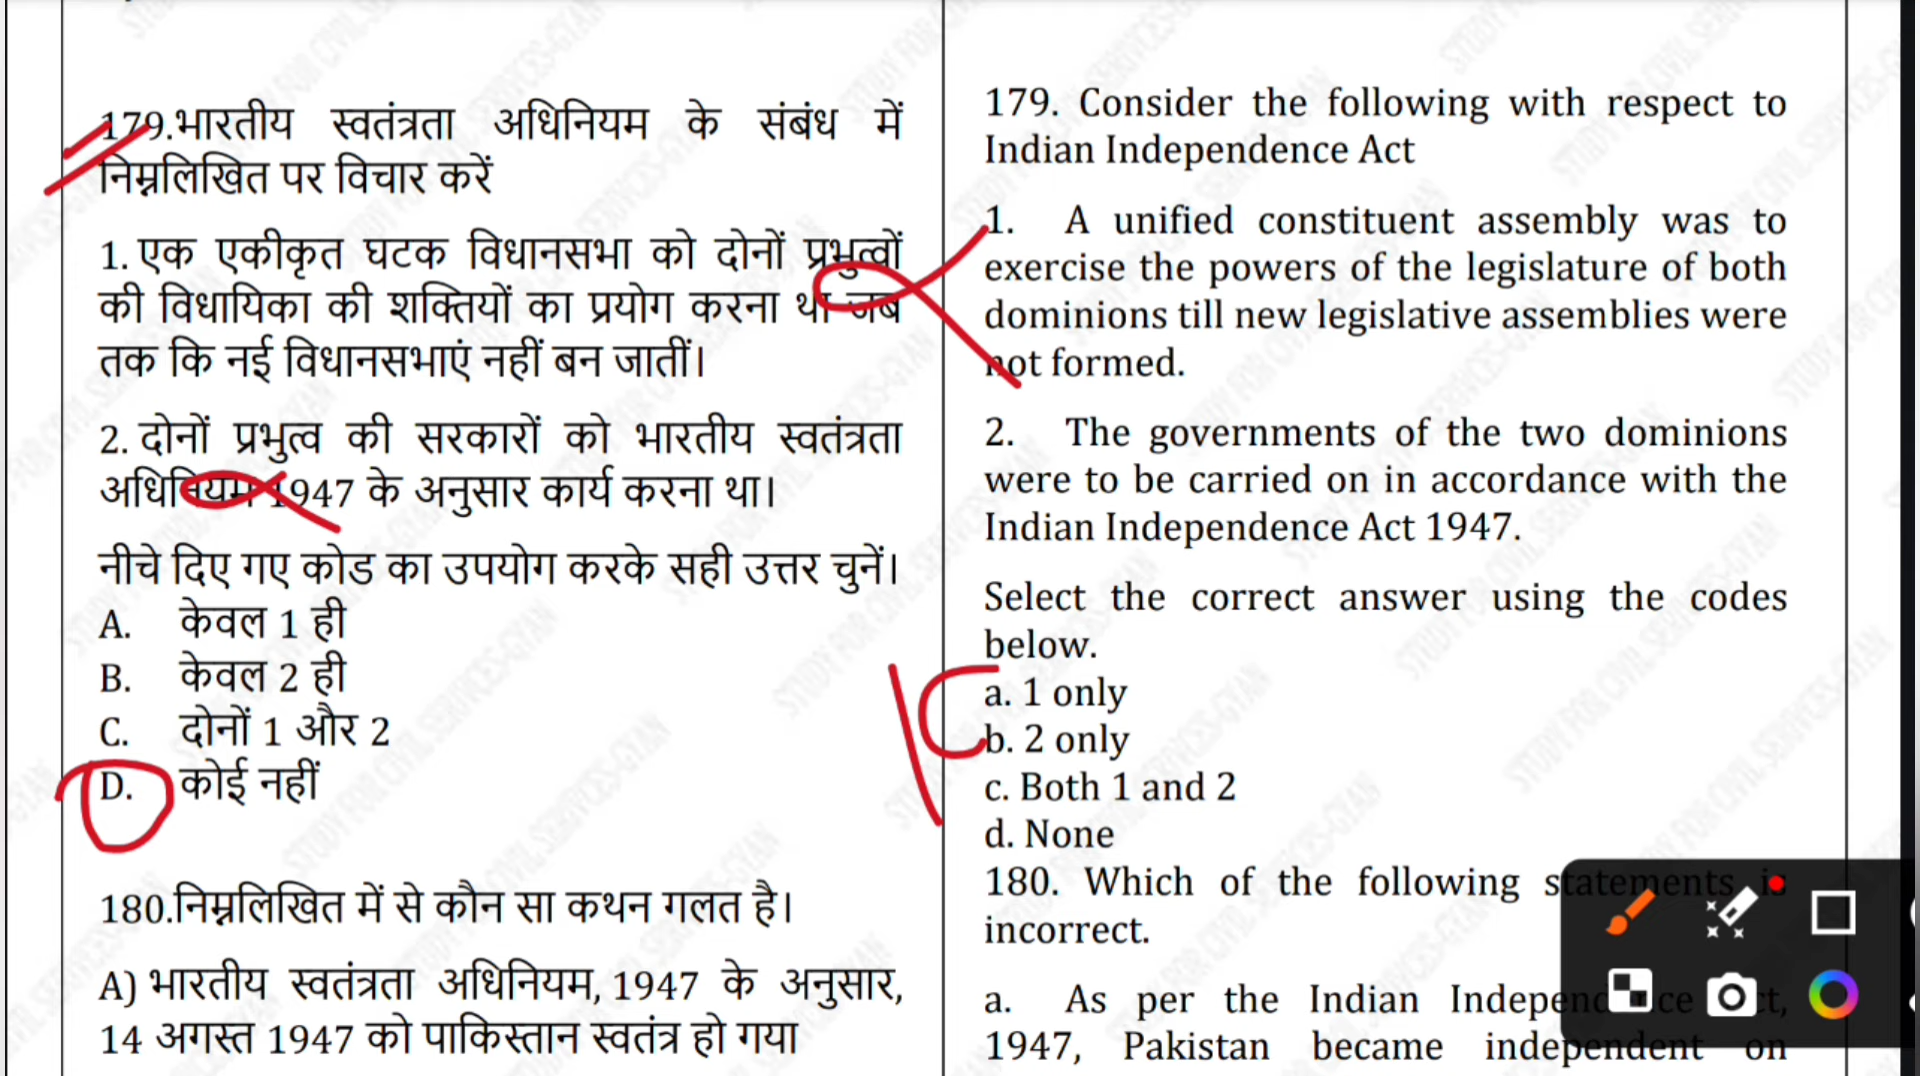 179.भारतीय स्वतंत्रता अधिनियम के संबंध में
निम्नलिखित पर विचार करें
1. एक एकीकृत घटक विधानसभा को दोनों प्रभुत्वों
की विधायिका की शक्तियों का प्रयोग करना था जब
तक कि नई विधानसभाएं नहीं बन जातीं।
2. दोनों प्रभुत्व की सरकारों को भारतीय स्वतंत्रता
अधिनियम 1947 के अनुसार कार्य करना था।
नीचे दिए गए कोड का उपयोग करके सही उत्तर चुनें।
A. केवल 1 ही
B. केवल 2 ही
C. दोनों 1 और 2
D. कोई नहीं
180.निम्नलिखित में से कौन सा कथन गलत है।
A) भारतीय स्वतंत्रता अधिनियम, 1947 के अनुसार,
14 अगस्त 1947 को पाकिस्तान स्वतंत्र हो गया
179. Consider the following with respect to
Indian Independence Act
1. A unified constituent assembly was to
exercise the powers of the legislature of both
dominions till new legislative assemblies were
not formed.
2. The governments of the two dominions
were to be carried on in accordance with the
Indian Independence Act 1947.
Select the correct answer using the codes
below.
a. 1 only
b. 2 only
c. Both 1 and 2
d. None
180. Which of the following statements is
incorrect.
a. As per the Indian Independence Act,
1947, Pakistan became independent on